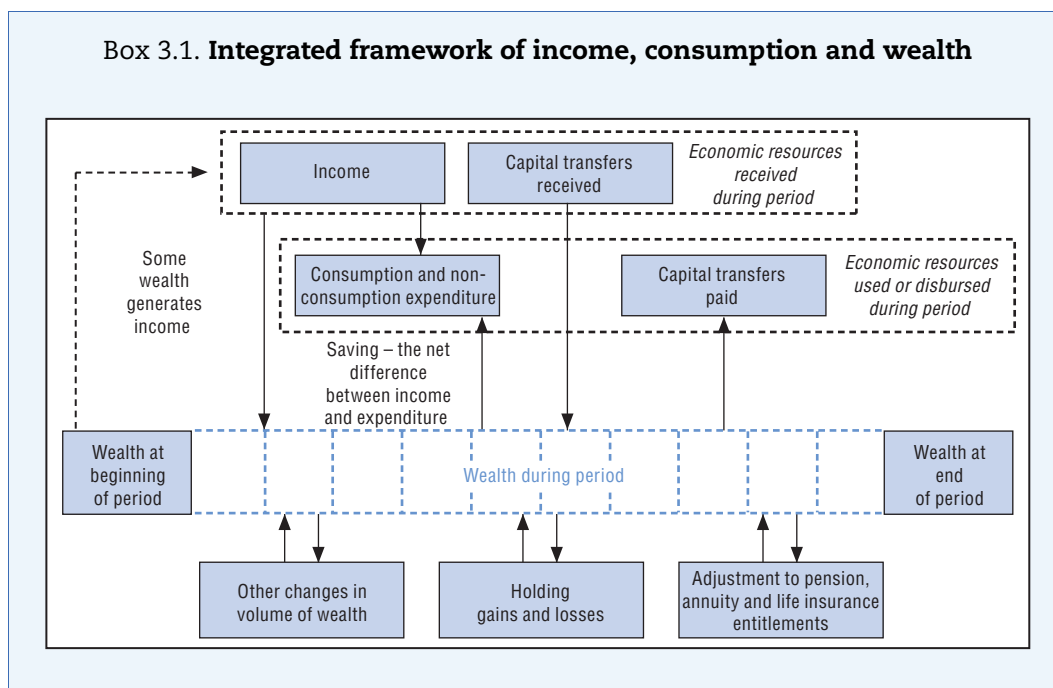 Box 3.1. Integrated framework of income, consumption and wealth
Income
Capital transfers
received
Economic resources
received
during period
Some
wealth
generates
income
Consumption and non-
consumption expenditure
Capital transfers
paid
Economic resources
used or disbursed
during period
Saving – the net
difference
between income
and expenditure
Wealth at
beginning
of period
Wealth during period
Wealth at
end
of period
Other changes in
volume of wealth
Holding
gains and losses
Adjustment to pension,
annuity and life insurance
entitlements